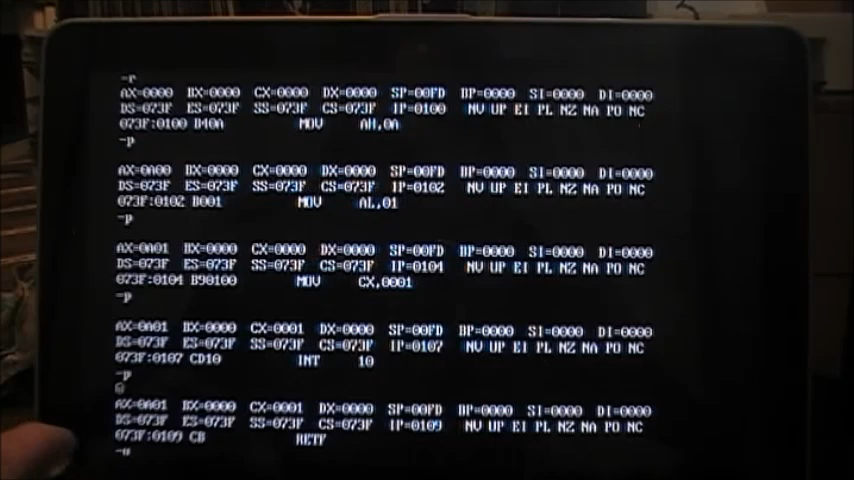 -r
AX=0000 BX=0000 CX=0000 DX=0000 SP=00FD BP=0000 SI=0000 DI=0000
DS=073F ES=073F SS=073F CS=073F IP=0100 NV UP EI PL NZ NA PO NC
073F:0100 B40A MOV AH,0A
-p
AX=0A00 BX=0000 CX=0000 DX=0000 SP=00FD BP=0000 SI=0000 DI=0000
DS=073F ES=073F SS=073F CS=073F IP=0102 NV UP EI PL NZ NA PO NC
073F:0102 B001 MOV AL,01
-p
AX=0A01 BX=0000 CX=0000 DX=0000 SP=00FD BP=0000 SI=0000 DI=0000
DS=073F ES=073F SS=073F CS=073F IP=0104 NV UP EI PL NZ NA PO NC
073F:0104 B90100 MOV CX,0001
-p
AX=0A01 BX=0000 CX=0001 DX=0000 SP=00FD BP=0000 SI=0000 DI=0000
DS=073F ES=073F SS=073F CS=073F IP=0107 NV UP EI PL NZ NA PO NC
073F:0107 CD10 INT 10
-p
☺
AX=0A01 BX=0000 CX=0001 DX=0000 SP=00FD BP=0000 SI=0000 DI=0000
DS=073F ES=073F SS=073F CS=073F IP=0109 NV UP EI PL NZ NA PO NC
073F:0109 CB RETF
-u